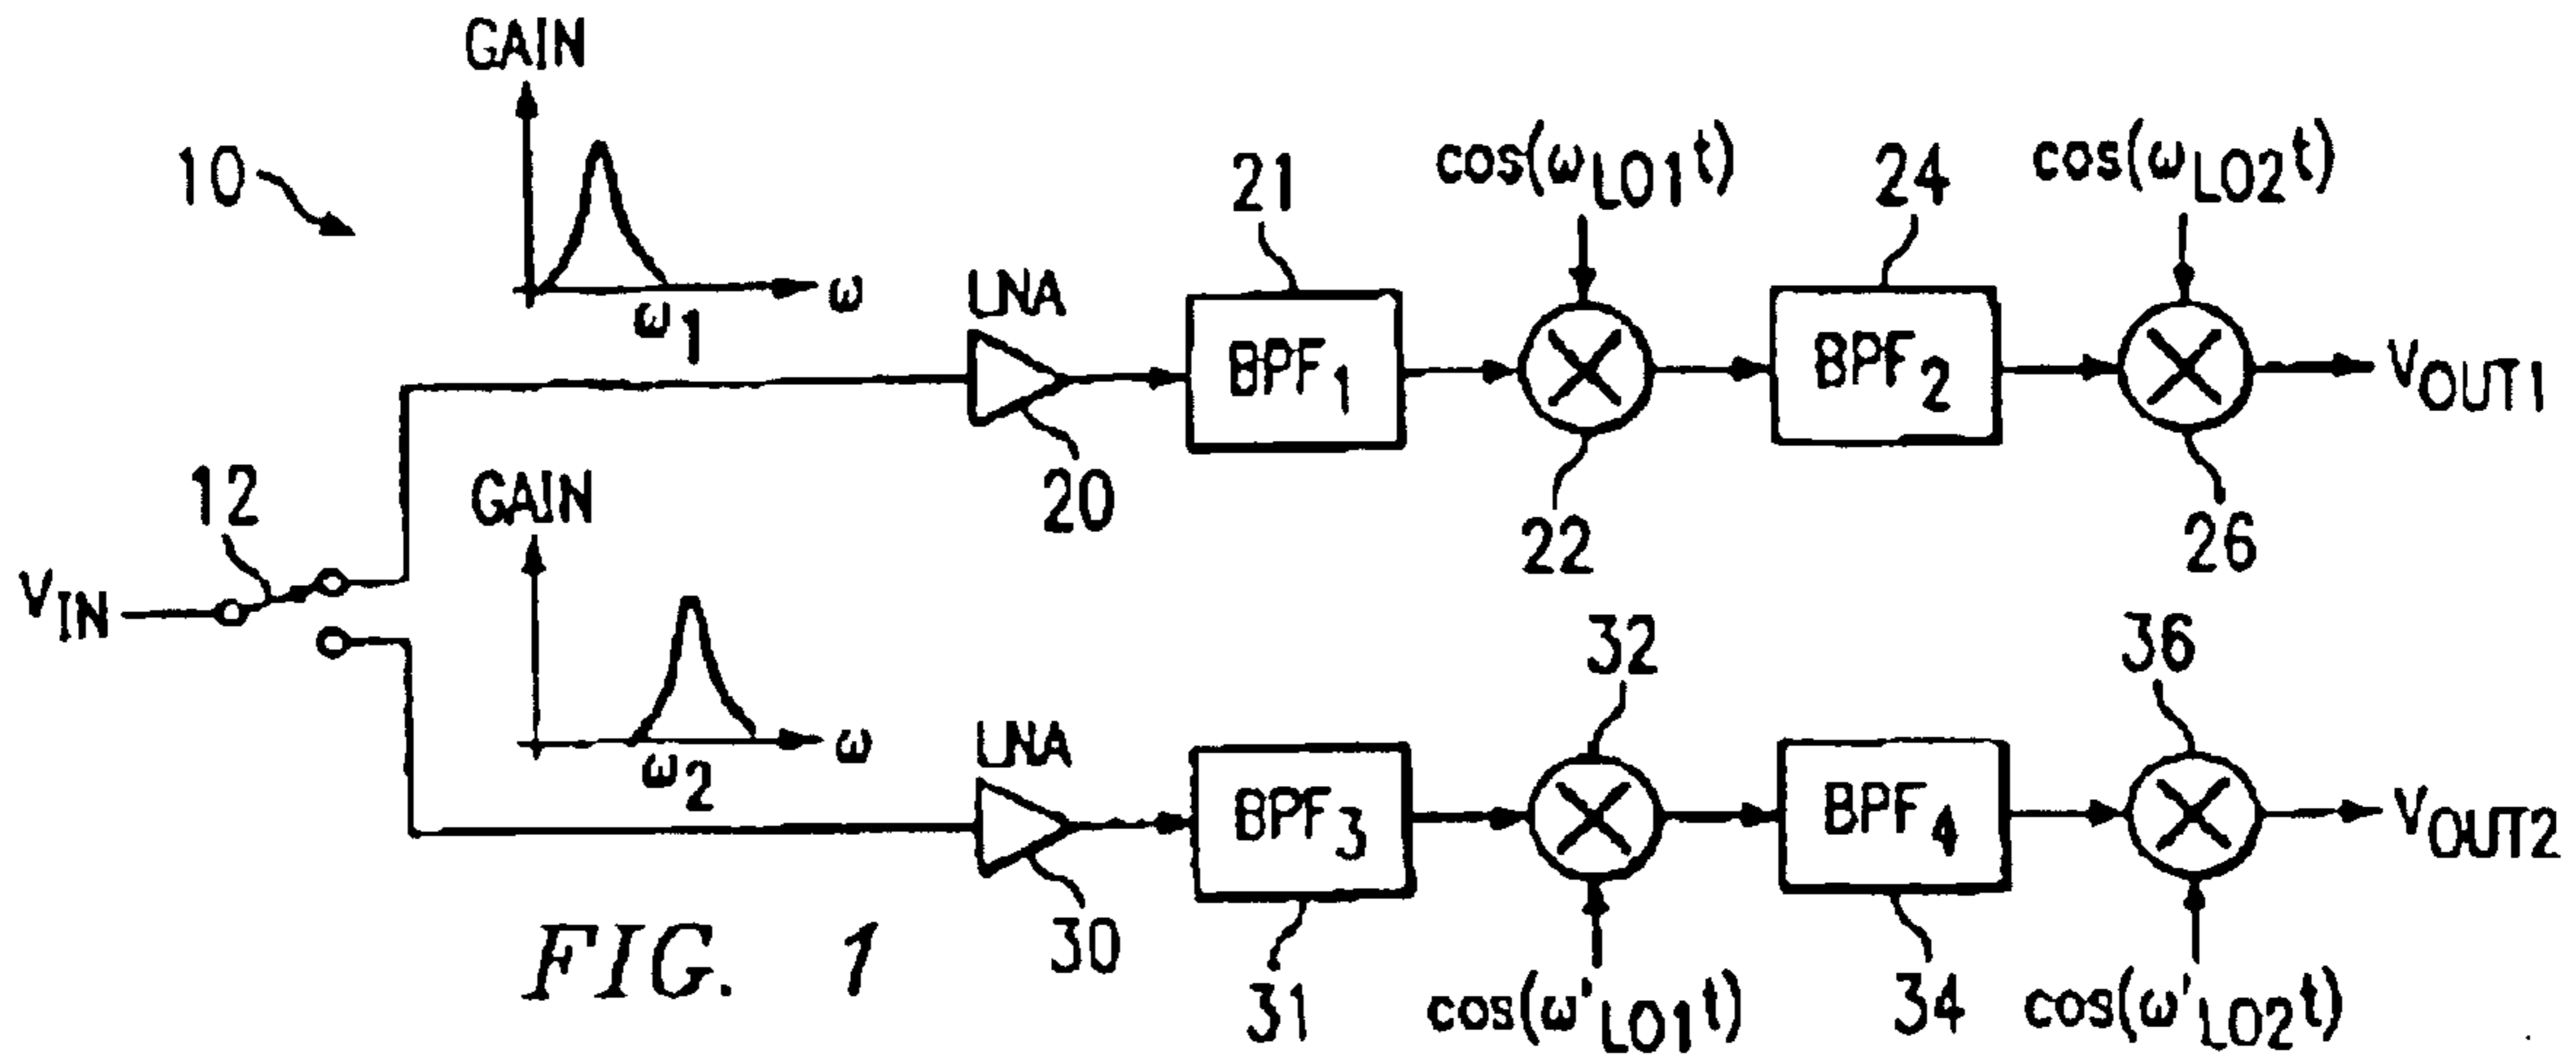 GAIN
10
ω
ω1
LNA
20
21
BPF1
cos(ωLO1t)
22
24
BPF2
cos(ωLO2t)
26
VOUT1
12
VIN
GAIN
ω
ω2
LNA
30
BPF3
31
32
cos(ω'LO1t)
BPF4
34
36
cos(ω'LO2t)
VOUT2
FIG. 1